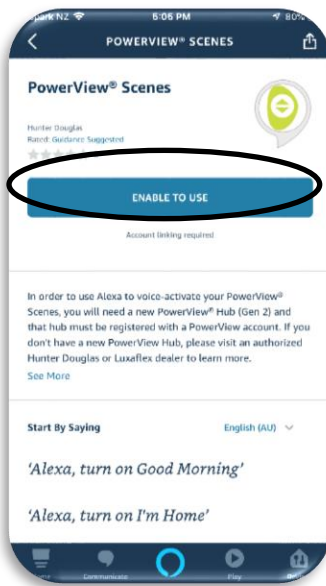 Spark NZ 6:06 PM 80%
POWERVIEW® SCENES
PowerView® Scenes
Hunter Douglas
Rated: Guidance Suggested
ENABLE TO USE
Account linking required
In order to use Alexa to voice-activate your PowerView®
Scenes, you will need a new PowerView® Hub (Gen 2) and
that hub must be registered with a PowerView account. If you
don't have a new PowerView Hub, please visit an authorized
Hunter Douglas or Luxaflex dealer to learn more.
See More
Start By Saying English (AU)
‘Alexa, turn on Good Morning’
‘Alexa, turn on I'm Home’
Communicate Play